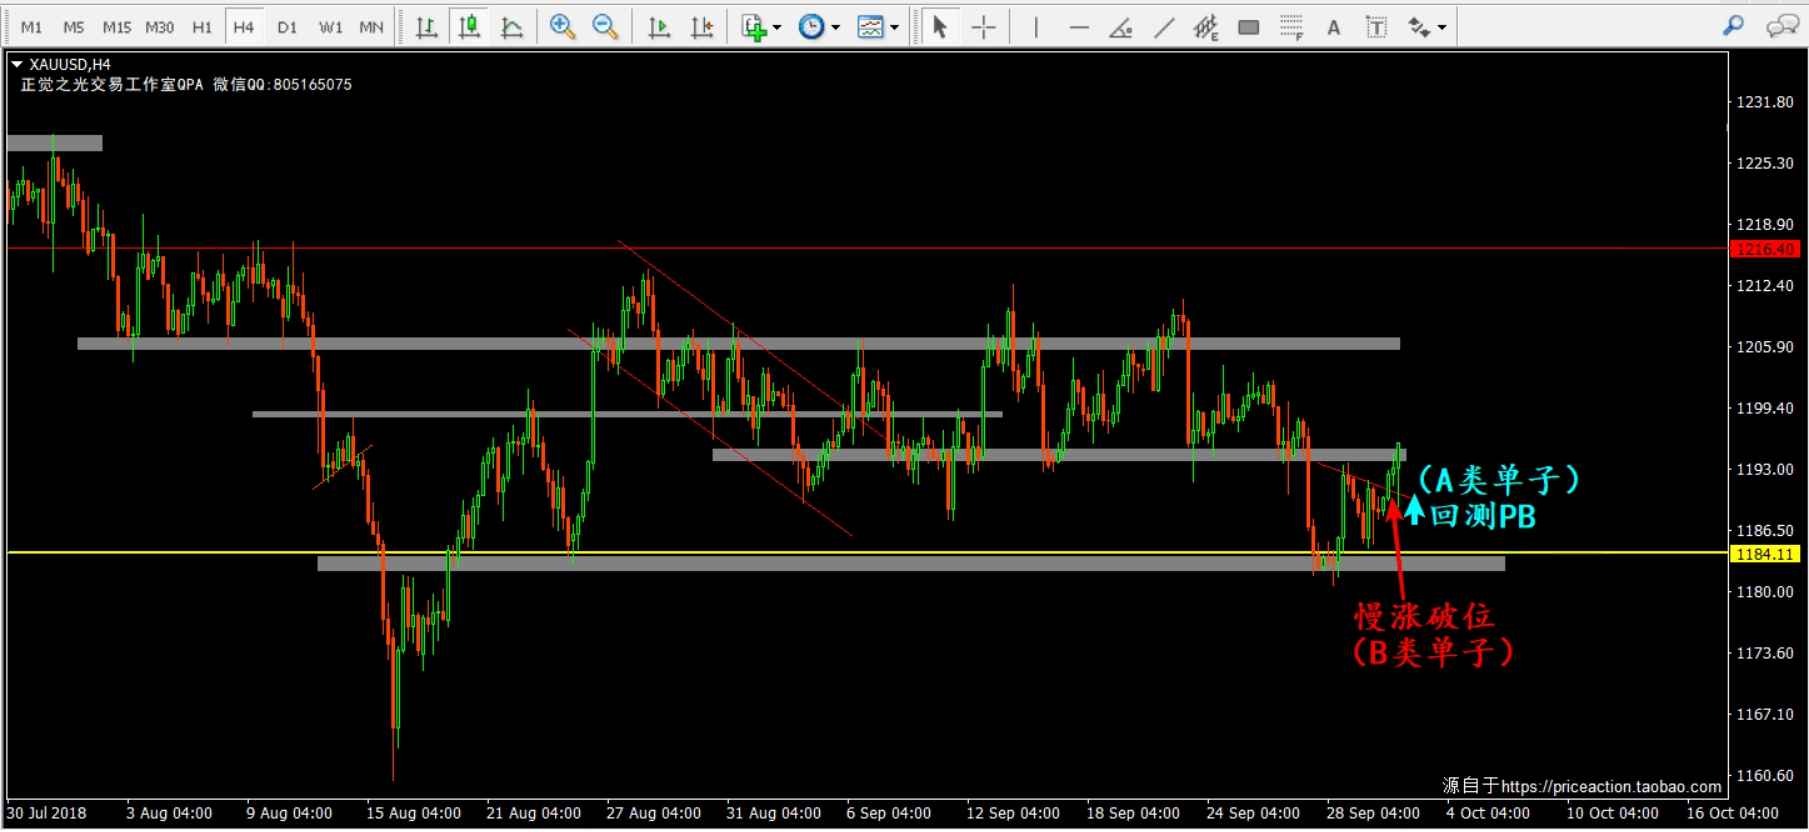 M1 M5 M15 M30 H1 H4 D1 W1 MN
XAUUSD,H4
正觉之光交易工作室QPA 微信QQ:805165075
1231.80
1225.30
1218.90
1216.40
1212.40
1205.90
1199.40
1193.00
(A类单子)
回测PB
1186.50
1184.11
1180.00
慢涨破位
(B类单子)
1173.60
1167.10
1160.60
源自于https://priceaction.taobao.com
30 Jul 2018 3 Aug 04:00 9 Aug 04:00 15 Aug 04:00 21 Aug 04:00 27 Aug 04:00 31 Aug 04:00 6 Sep 04:00 12 Sep 04:00 18 Sep 04:00 24 Sep 04:00 28 Sep 04:00 4 Oct 04:00 10 Oct 04:00 16 Oct 04:00